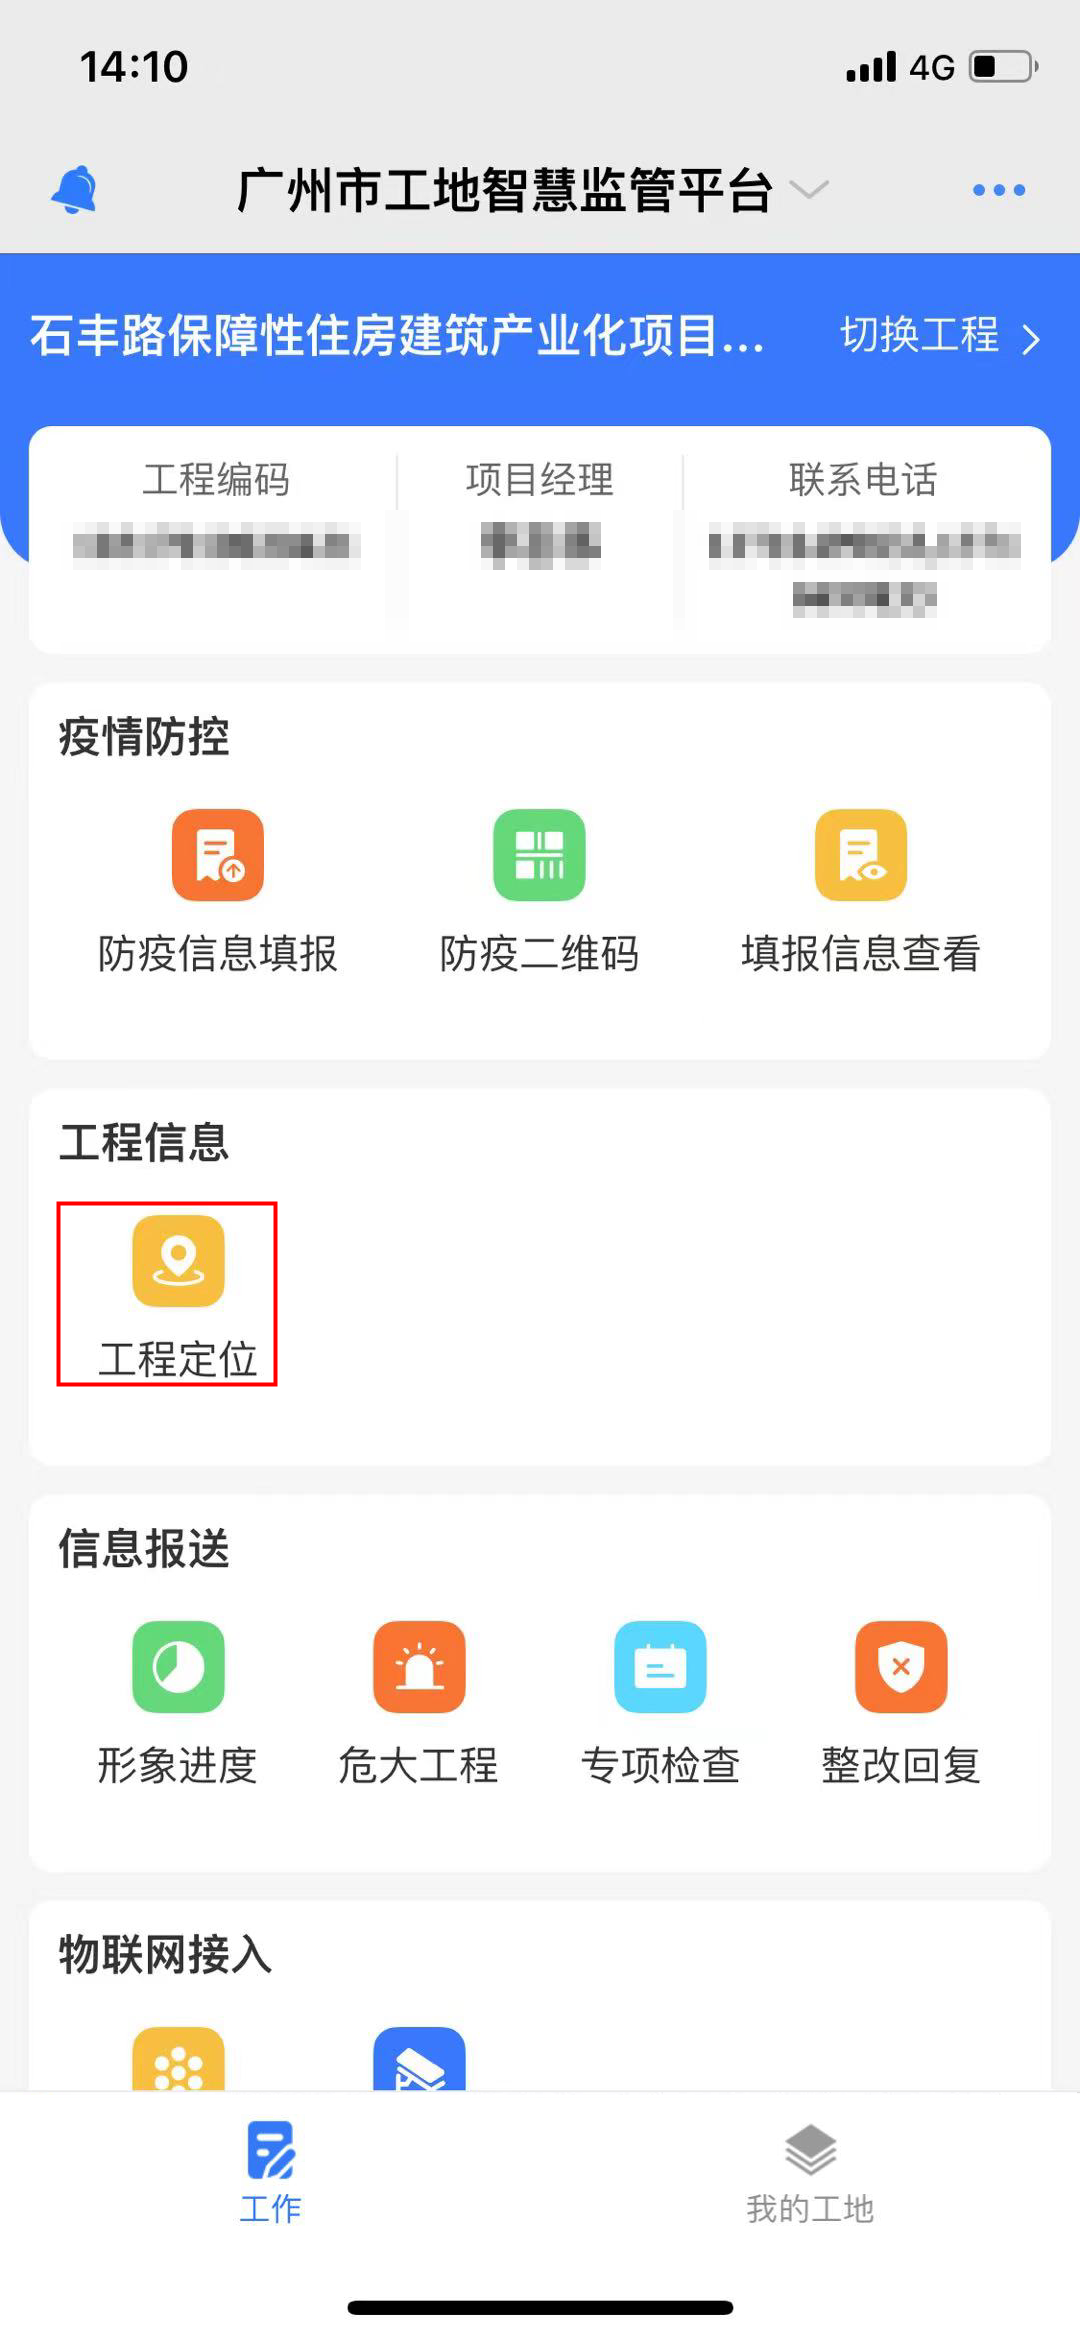 14:10
4G
广州市工地智慧监管平台
石丰路保障性住房建筑产业化项目...
切换工程
工程编码 项目经理 联系电话
疫情防控
防疫信息填报 防疫二维码 填报信息查看
工程信息
工程定位
信息报送
形象进度 危大工程 专项检查 整改回复
物联网接入
工作 我的工地